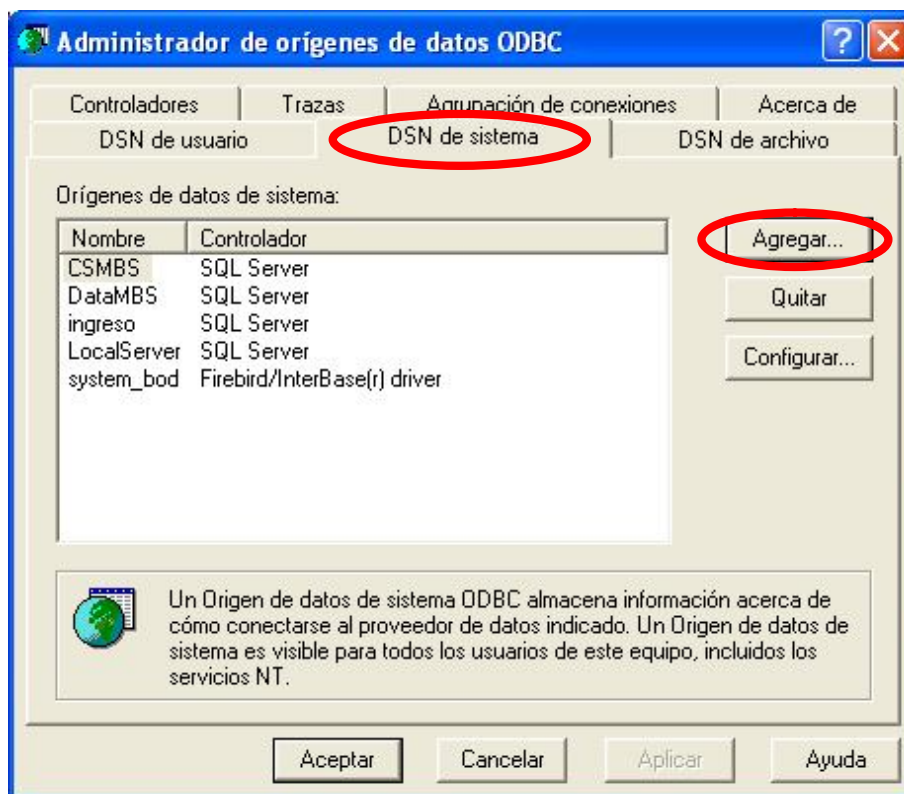 Administrador de orígenes de datos ODBC
Controladores Trazas Agrupación de conexiones Acerca de
DSN de usuario DSN de sistema DSN de archivo
Orígenes de datos de sistema:
Nombre Controlador Agregar...
CSMBS SQL Server
DataMBS SQL Server Quitar
ingreso SQL Server
LocalServer SQL Server Configurar...
system_bod Firebird/InterBase(r) driver
Un Origen de datos de sistema ODBC almacena información acerca de
cómo conectarse al proveedor de datos indicado. Un Origen de datos de
sistema es visible para todos los usuarios de este equipo, incluidos los
servicios NT.
Aceptar Cancelar Aplicar Ayuda